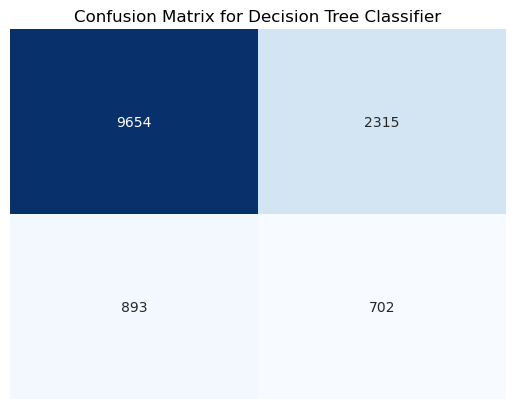 Confusion Matrix for Decision Tree Classifier
9654 2315
893 702